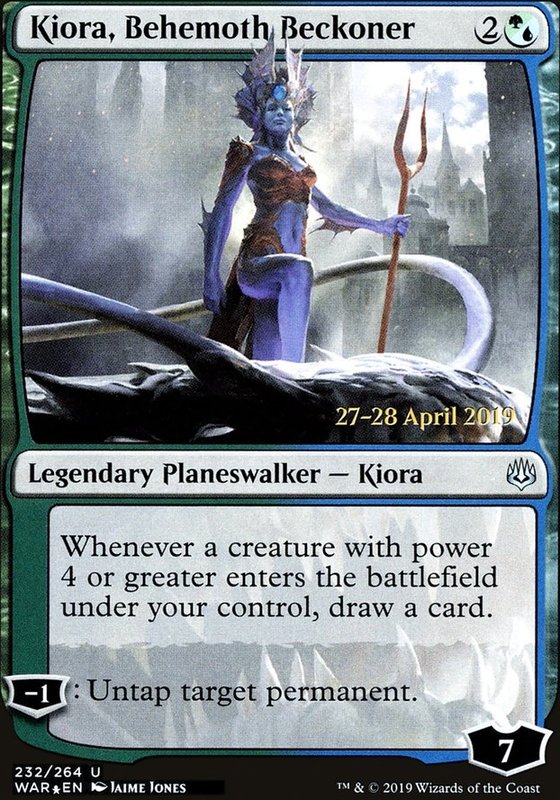 Kiora, Behemoth Beckoner 2
27–28 April 2019
Legendary Planeswalker — Kiora
Whenever a creature with power
4 or greater enters the battlefield
under your control, draw a card.
−1 : Untap target permanent.
7
232/264 U
WAR★EN Jaime Jones
™ & © 2019 Wizards of the Coast